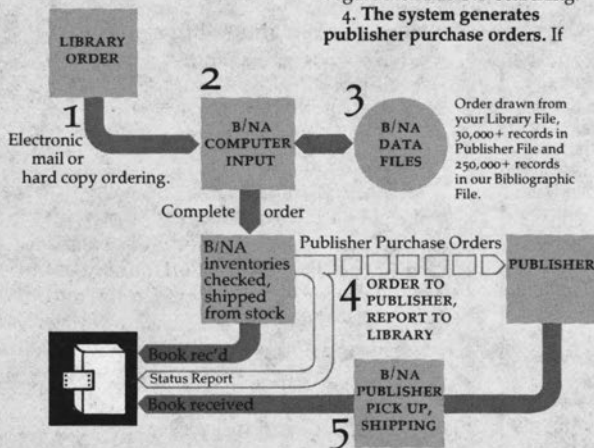 4. The system generates
publisher purchase orders. If
LIBRARY
ORDER
1
Electronic
mail or
hard copy ordering.
2
B/NA
COMPUTER
INPUT
3
B/NA
DATA
FILES
Order drawn from
your Library File,
30,000+ records in
Publisher File and
250,000+ records
in our Bibliographic
File.
Complete order
B/NA
inventories
checked,
shipped
from stock
Publisher Purchase Orders
PUBLISHER
4
ORDER TO
PUBLISHER,
REPORT TO
LIBRARY
Book rec'd
Status Report
Book received
5
B/NA
PUBLISHER
PICK UP,
SHIPPING